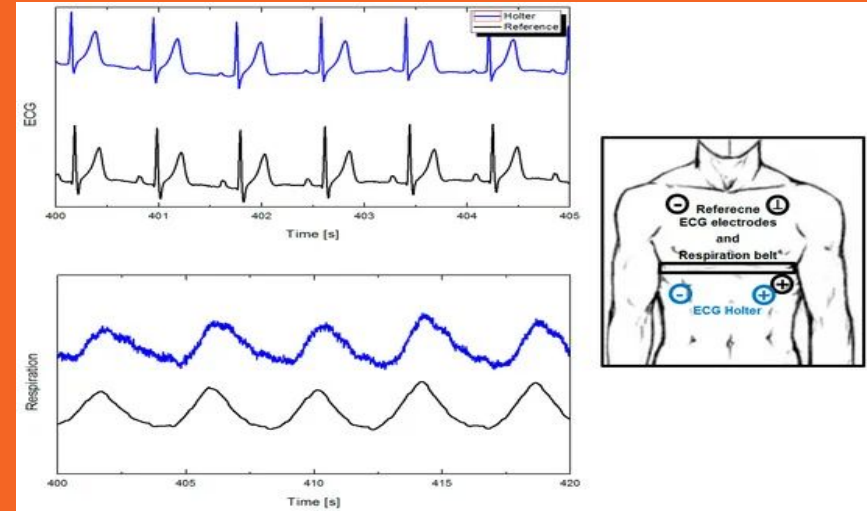 Holter
Reference
ECG
400 401 402 403 404 405
Time [s]
Respiration
400 405 410 415 420
Time [s]
- Referecne ⊥
ECG electrodes
and
Respiration belt"
+
- +
ECG Holter